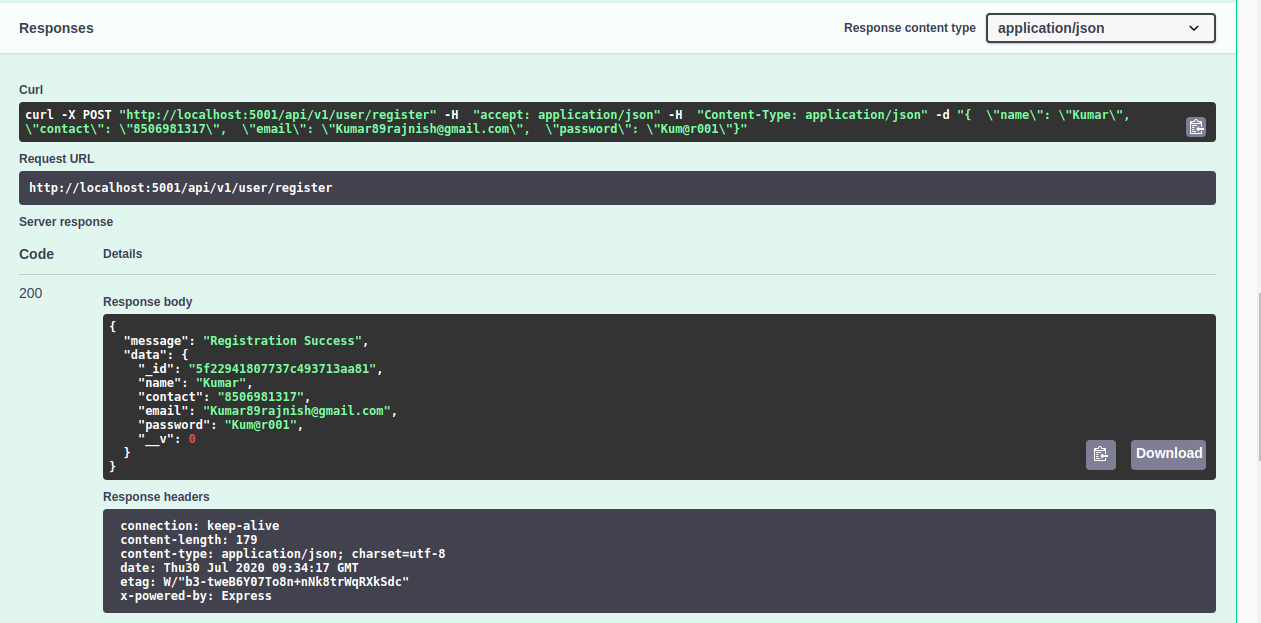 Responses
Response content type application/json
Curl
curl -X POST "http://localhost:5001/api/v1/user/register" -H  "accept: application/json" -H  "Content-Type: application/json" -d "{  \"name\": \"Kumar\",
\"contact\": \"8506981317\",  \"email\": \"Kumar89rajnish@gmail.com\",  \"password\": \"Kum@r001\"}"
Request URL
http://localhost:5001/api/v1/user/register
Server response
Code Details
200
Response body
{
  "message": "Registration Success",
  "data": {
    "_id": "5f22941807737c493713aa81",
    "name": "Kumar",
    "contact": "8506981317",
    "email": "Kumar89rajnish@gmail.com",
    "password": "Kum@r001",
    "__v": 0
  }
}
Download
Response headers
connection: keep-alive
content-length: 179
content-type: application/json; charset=utf-8
date: Thu30 Jul 2020 09:34:17 GMT
etag: W/"b3-tweB6Y07To8n+nNk8trWqRXkSdc"
x-powered-by: Express